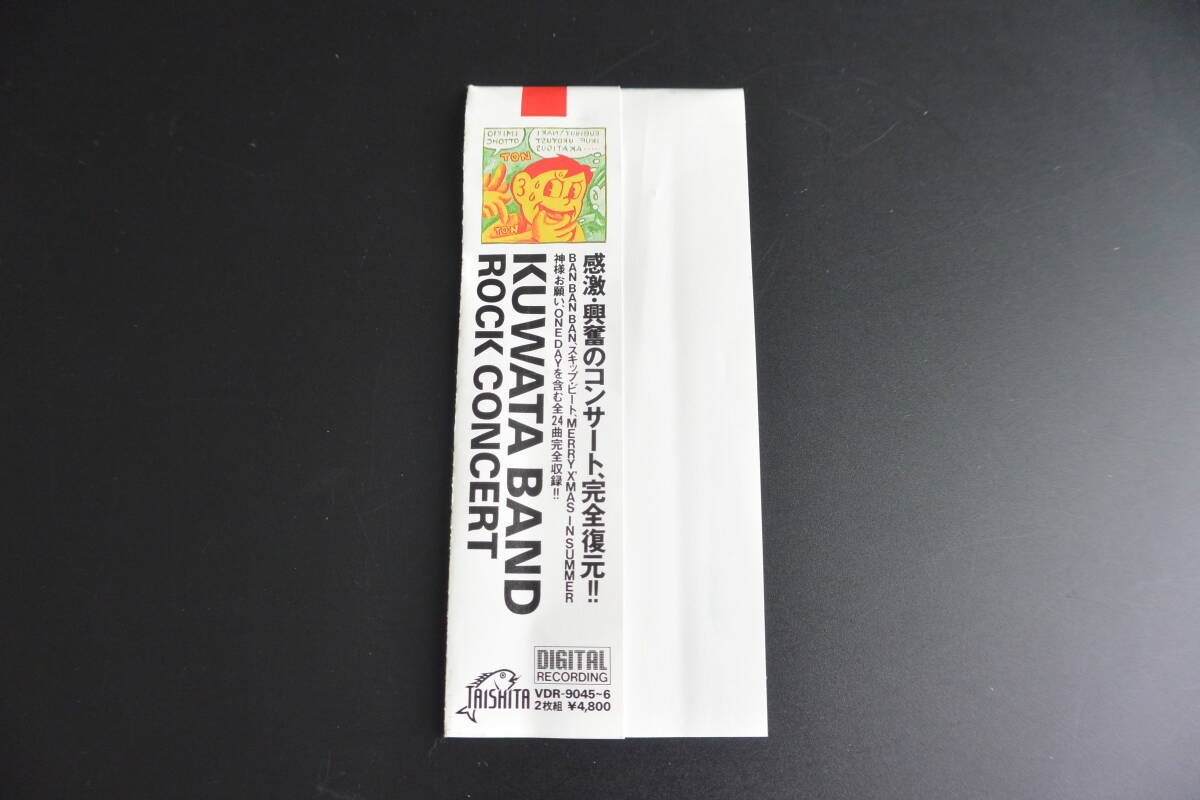 TON
TON
感激・興奮のコンサート、完全復元!!
BAN BAN BAN、スキップ・ビート、MERRY X'MAS IN SUMMER
神様お願い、ONE DAYを含む全24曲完全収録!!
KUWATA BAND
ROCK CONCERT
DIGITAL
RECORDING
TAISHITA
VDR-9045~6
2枚組 ¥4,800